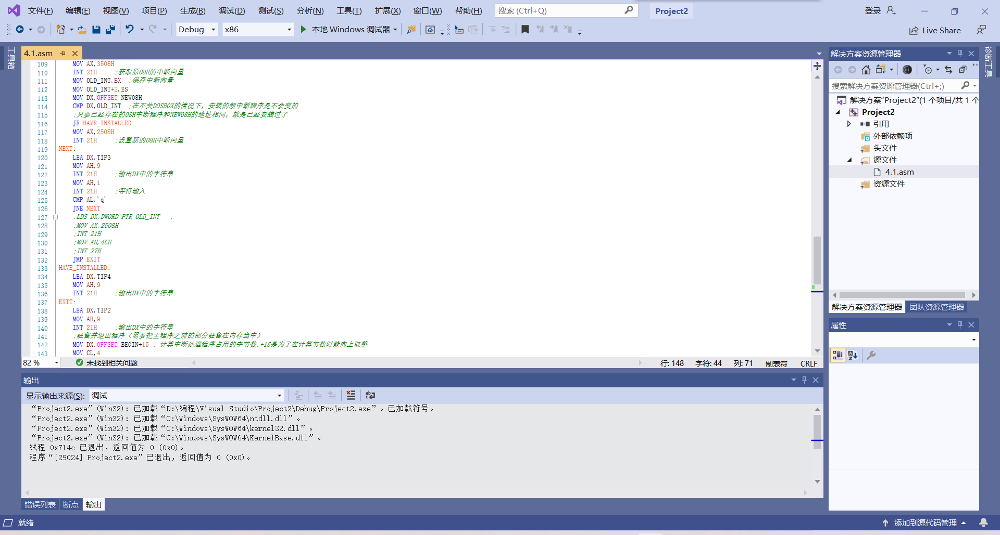 文件(F) 编辑(E) 视图(V) 项目(P) 生成(B) 调试(D) 测试(S) 分析(N) 工具(T) 扩展(X) 窗口(W) 帮助(H) 搜索 (Ctrl+Q) Project2 登录
Debug x86 本地 Windows 调试器 Live Share
工具箱
4.1.asm
109 MOV AX,3508H
110 INT 21H ;获取原08H的中断向量
111 MOV OLD_INT,BX ;保存中断向量
112 MOV OLD_INT+2,ES
113 MOV DX,OFFSET NEW08H
114 CMP DX,OLD_INT ;在不关DOSBOX的情况下，安装的新中断程序是不会变的
115 ;只要已经存在的08H中断程序和NEW08H的地址相同，就是已经安装过了
116 JE HAVE_INSTALLED
117 MOV AX,2508H
118 INT 21H ;设置新的08H中断向量
119 NEXT:
120 LEA DX,TIP3
121 MOV AH,9
122 INT 21H ;输出DX中的字符串
123 MOV AH,1
124 INT 21H ;等待输入
125 CMP AL,'q'
126 JNE NEXT
127 ;LDS DX,DWORD PTR OLD_INT ;
128 ;MOV AX,2508H
129 ;INT 21H
130 ;MOV AH,4CH
131 ;INT 27H
132 JMP EXIT
133 HAVE_INSTALLED:
134 LEA DX,TIP4
135 MOV AH,9
136 INT 21H ;输出DX中的字符串
137 EXIT:
138 LEA DX,TIP2
139 MOV AH,9
140 INT 21H ;输出DX中的字符串
141 ;驻留并退出程序（需要把主程序之前的部分驻留在内存当中）
142 MOV DX,OFFSET BEGIN+15 ; 计算中断处理程序占用的字节数,+15是为了在计算节数时能向上取整
143 MOV CL,4
82 % 未找到相关问题 行: 148 字符: 44 列: 71 制表符 CRLF
输出
显示输出来源(S): 调试
“Project2.exe”(Win32): 已加载“D:\编程\Visual Studio\Project2\Debug\Project2.exe”。已加载符号。
“Project2.exe”(Win32): 已加载“C:\Windows\SysWOW64\ntdll.dll”。
“Project2.exe”(Win32): 已加载“C:\Windows\SysWOW64\kernel32.dll”。
“Project2.exe”(Win32): 已加载“C:\Windows\SysWOW64\KernelBase.dll”。
线程 0x714c 已退出，返回值为 0 (0x0)。
程序“[29024] Project2.exe”已退出，返回值为 0 (0x0)。
错误列表 断点 输出
解决方案资源管理器
搜索解决方案资源管理器(Ctrl+;)
解决方案"Project2"(1 个项目/共 1 个
Project2
引用
外部依赖项
头文件
源文件
4.1.asm
资源文件
解决方案资源管理器 团队资源管理器
属性
诊断工具
就绪 添加到源代码管理